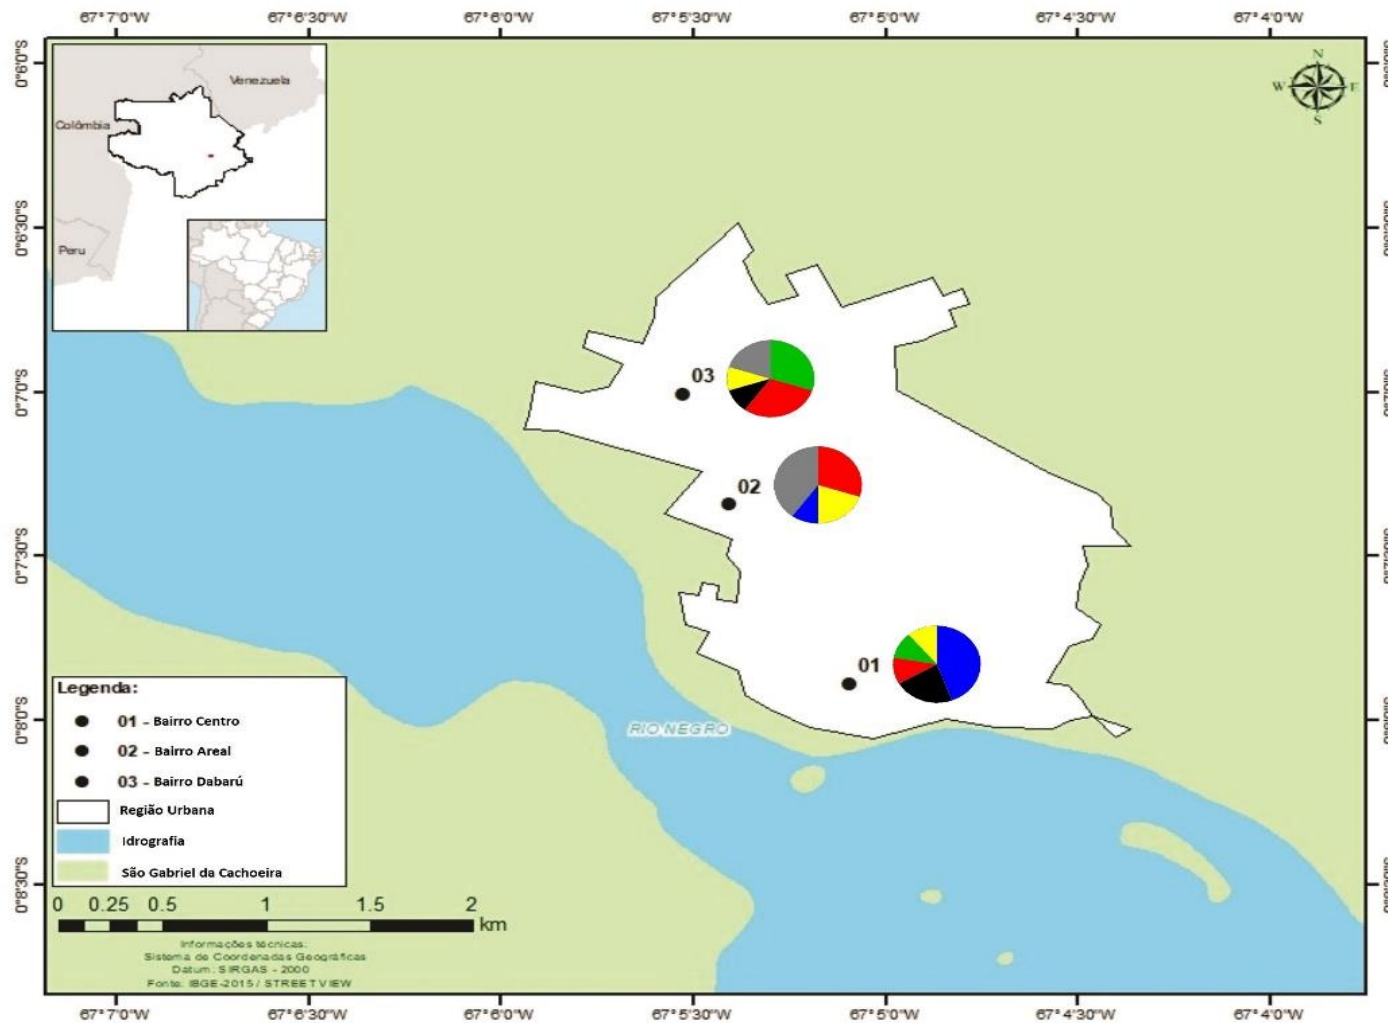 67°7'0"W 67°6'30"W 67°6'0"W 67°5'30"W 67°5'0"W 67°4'30"W 67°4'0"W
0°6'0"S
0°6'30"S
0°7'0"S
0°7'30"S
0°8'0"S
0°8'30"S
Venezuela
Colômbia
Peru
N
W E
S
03
02
01
RIO NEGRO
Legenda:
01 - Bairro Centro
02 - Bairro Areal
03 - Bairro Dabarú
Região Urbana
Idrografia
São Gabriel da Cachoeira
0 0.25 0.5 1 1.5 2
km
Informações técnicas:
Sistema de Coordenadas Geográficas
Datum: SIRGAS - 2000
Fonte: IBGE-2015 / STREET VIEW
67°7'0"W 67°6'30"W 67°6'0"W 67°5'30"W 67°5'0"W 67°4'30"W 67°4'0"W